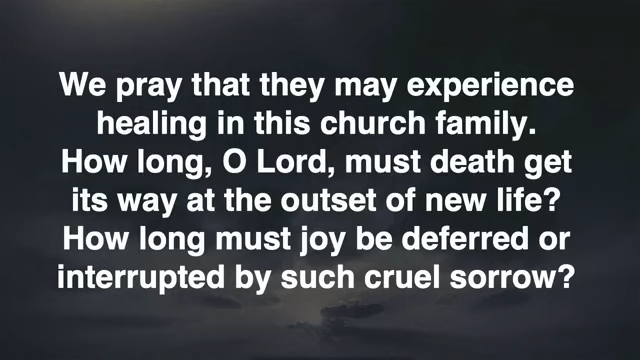 We pray that they may experience
healing in this church family.
How long, O Lord, must death get
its way at the outset of new life?
How long must joy be deferred or
interrupted by such cruel sorrow?